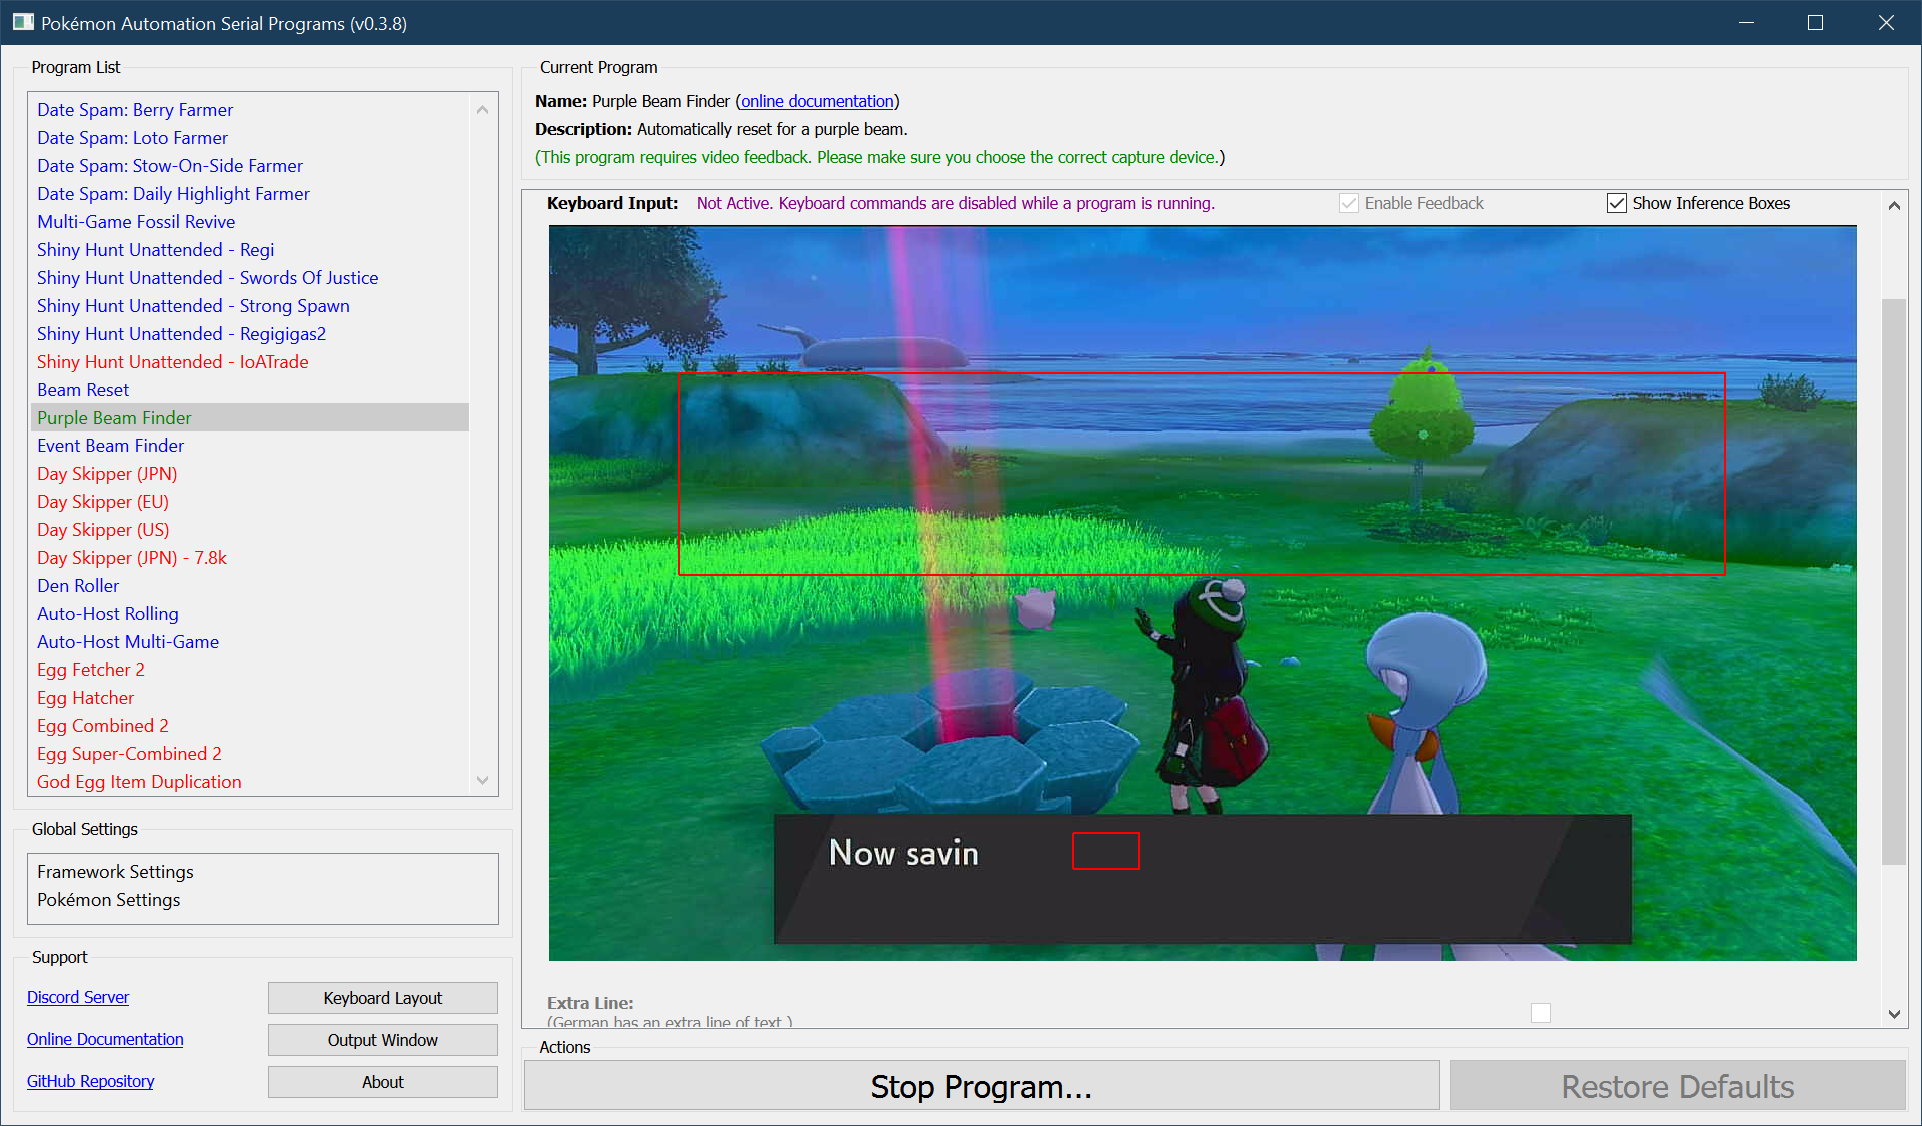 Pokémon Automation Serial Programs (v0.3.8)
Program List
Date Spam: Berry Farmer
Date Spam: Loto Farmer
Date Spam: Stow-On-Side Farmer
Date Spam: Daily Highlight Farmer
Multi-Game Fossil Revive
Shiny Hunt Unattended - Regi
Shiny Hunt Unattended - Swords Of Justice
Shiny Hunt Unattended - Strong Spawn
Shiny Hunt Unattended - Regigigas2
Shiny Hunt Unattended - IoATrade
Beam Reset
Purple Beam Finder
Event Beam Finder
Day Skipper (JPN)
Day Skipper (EU)
Day Skipper (US)
Day Skipper (JPN) - 7.8k
Den Roller
Auto-Host Rolling
Auto-Host Multi-Game
Egg Fetcher 2
Egg Hatcher
Egg Combined 2
Egg Super-Combined 2
God Egg Item Duplication
Global Settings
Framework Settings
Pokémon Settings
Support
Discord Server
Keyboard Layout
Online Documentation
Output Window
GitHub Repository
About
Current Program
Name: Purple Beam Finder (online documentation)
Description: Automatically reset for a purple beam.
(This program requires video feedback. Please make sure you choose the correct capture device.)
Keyboard Input: Not Active. Keyboard commands are disabled while a program is running.
Enable Feedback
Show Inference Boxes
Now savin
Extra Line:
(German has an extra line of text.)
Actions
Stop Program...
Restore Defaults